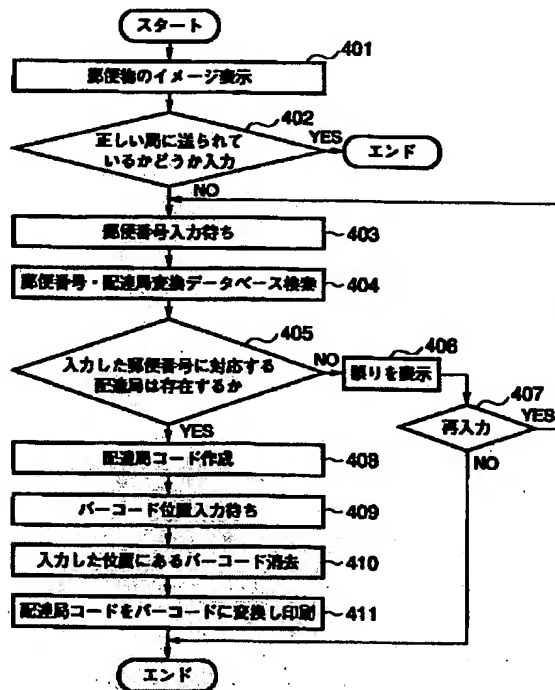 スタート
郵便物のイメージ表示
401
402
正しい局に送られて
いるかどうか入力
YES
エンド
NO
郵便番号入力待ち
403
郵便番号・配達局変換データベース検索
404
405
入力した郵便番号に対応する
配達局は存在するか
NO
406
誤りを表示
407
再入力
YES
NO
YES
配達局コード作成
408
バーコード位置入力待ち
409
入力した位置にあるバーコード消去
410
配達局コードをバーコードに変換し印刷
411
エンド